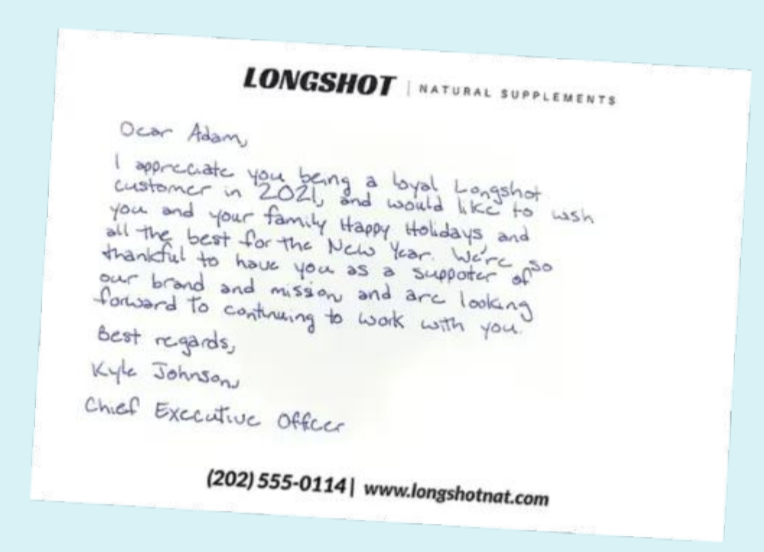 LONGSHOT | NATURAL SUPPLEMENTS
Dear Adam,
I appreciate you being a loyal Longshot
customer in 2021, and would like to wsh
you and your family Happy Holidays and
all the best for the New Year. We're so
thankful to have you as a suppoter of
our brand and mission and are looking
forward to continuing to work with you.
Best regards,
Kyle Johnson,
Chief Executive Officer
(202) 555-0114 | www.longshotnat.com